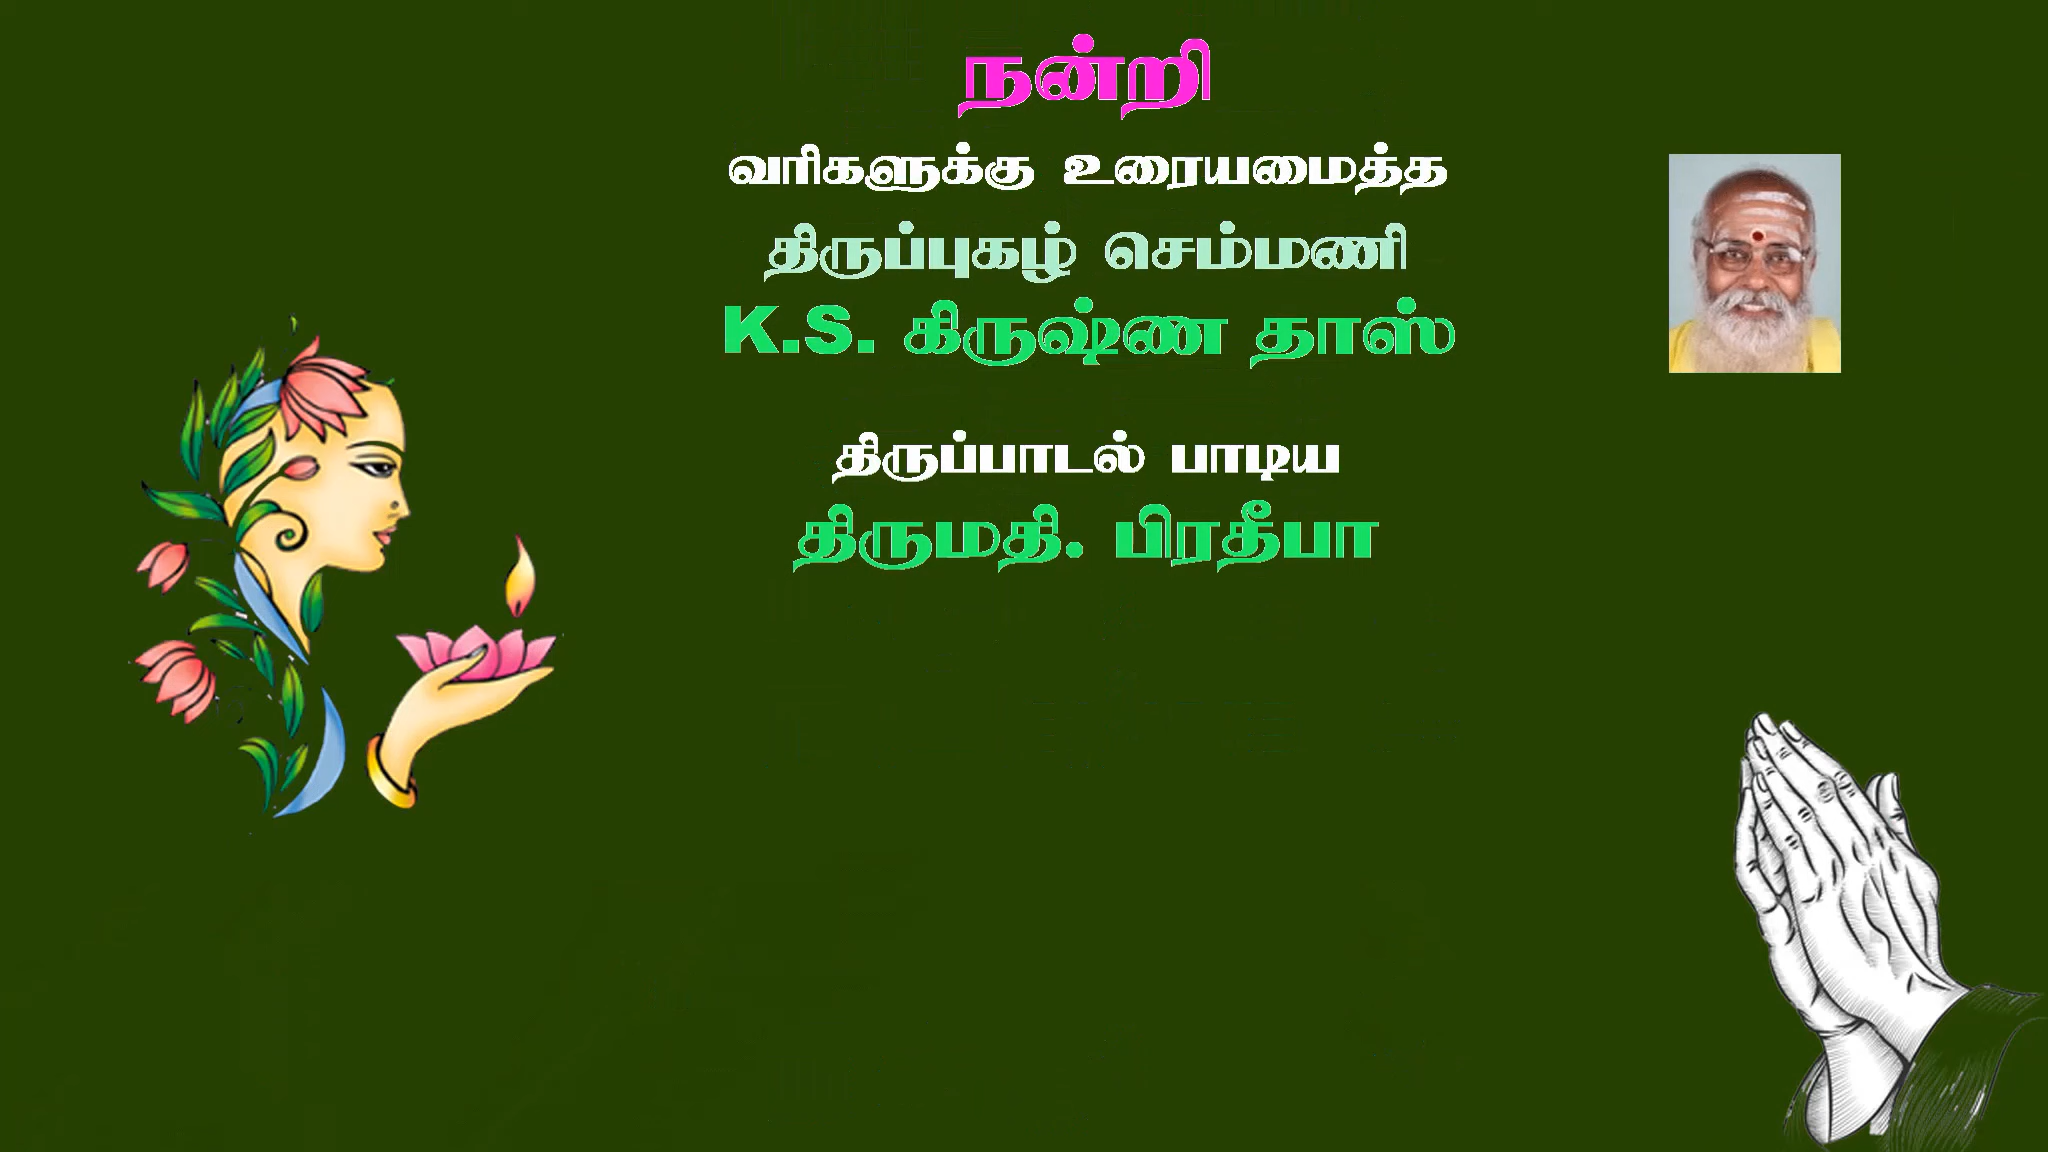 நன்றி
வரிகளுக்கு உரையமைத்த
திருப்புகழ் செம்மணி
K.S. கிருஷ்ண தாஸ்
திருப்பாடல் பாடிய
திருமதி. பிரதீபா